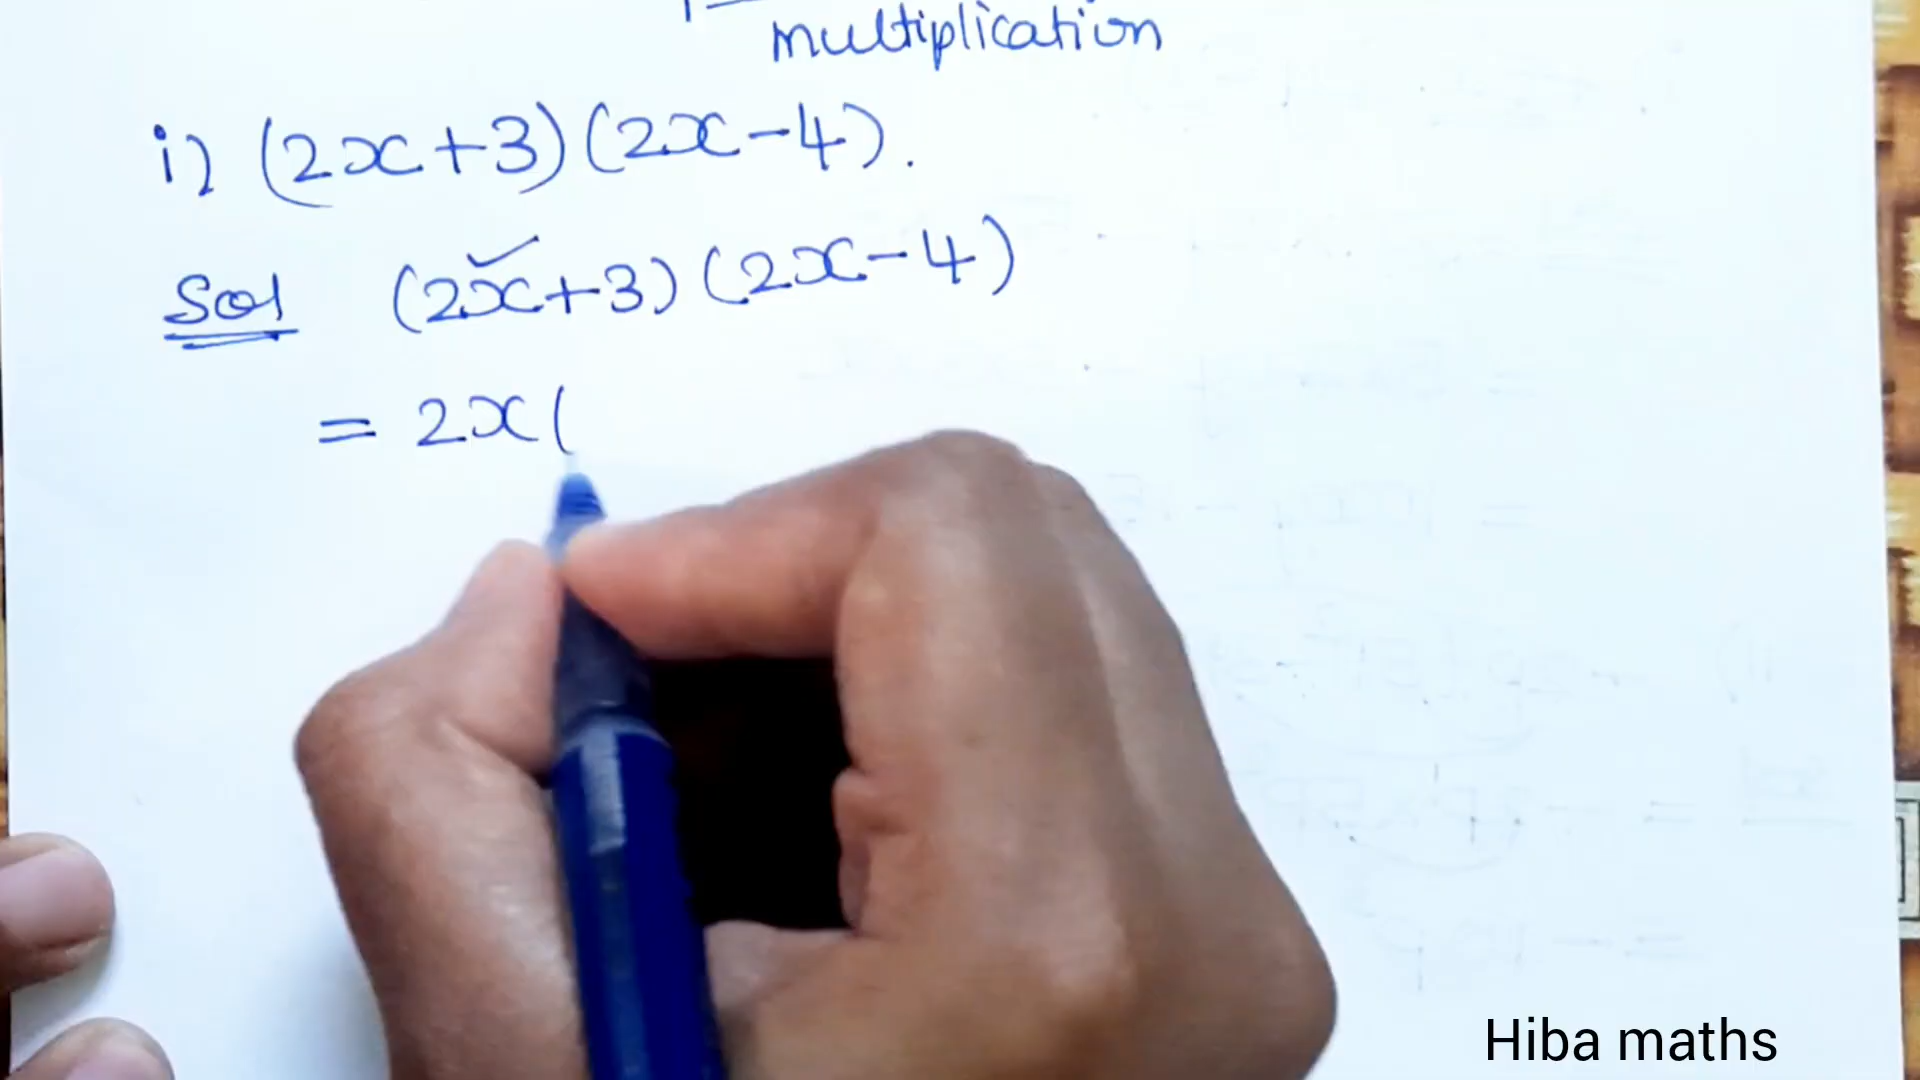 multiplication
i) (2x+3)(2x-4).
Sol (2x+3)(2x-4)
= 2x(
Hiba maths